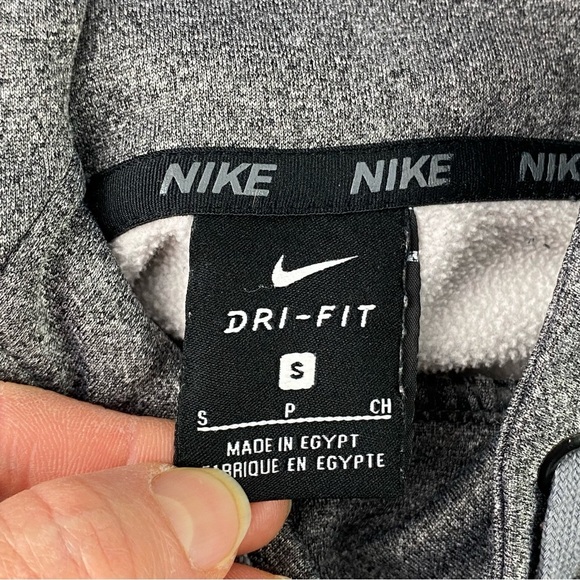 NIKE NIKE NIK
DRI-FIT
S
S P CH
MADE IN EGYPT
FABRIQUE EN EGYPTE